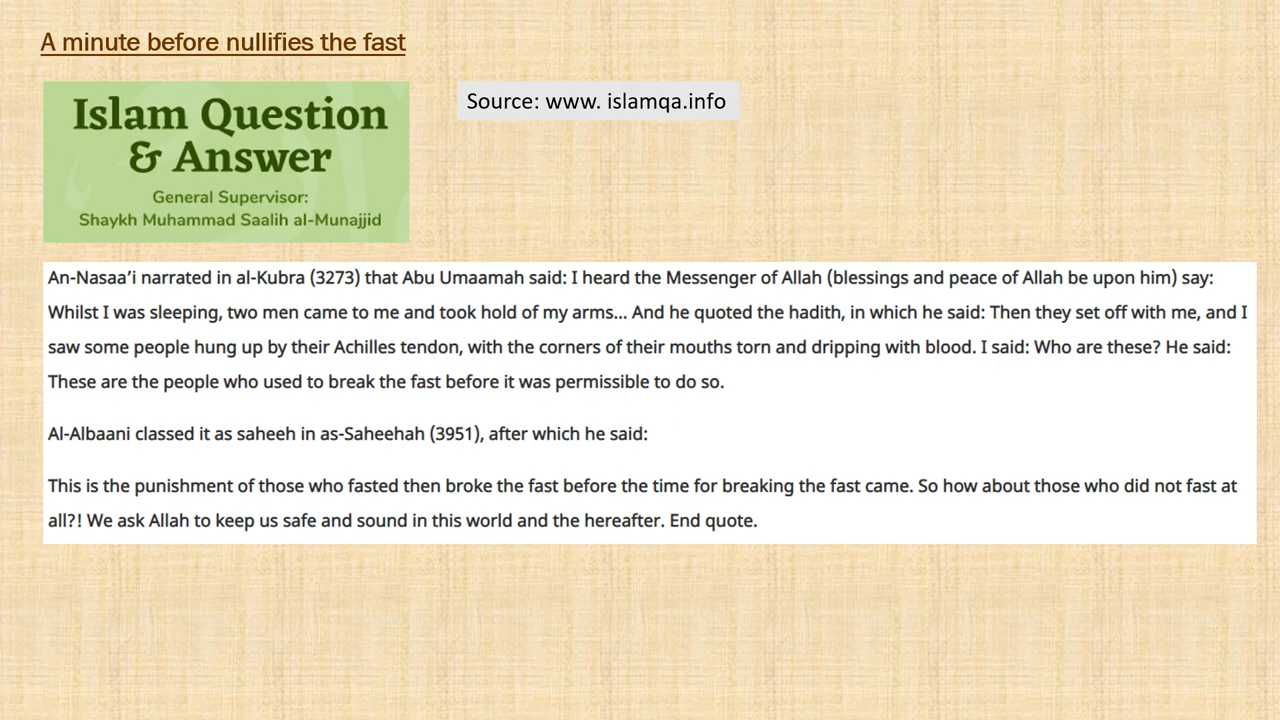 A minute before nullifies the fast
Islam Question
& Answer
General Supervisor:
Shaykh Muhammad Saalih al-Munajjid
Source: www. islamqa.info
An-Nasaa’i narrated in al-Kubra (3273) that Abu Umaamah said: I heard the Messenger of Allah (blessings and peace of Allah be upon him) say:
Whilst I was sleeping, two men came to me and took hold of my arms... And he quoted the hadith, in which he said: Then they set off with me, and I
saw some people hung up by their Achilles tendon, with the corners of their mouths torn and dripping with blood. I said: Who are these? He said:
These are the people who used to break the fast before it was permissible to do so.
Al-Albaani classed it as saheeh in as-Saheehah (3951), after which he said:
This is the punishment of those who fasted then broke the fast before the time for breaking the fast came. So how about those who did not fast at
all?! We ask Allah to keep us safe and sound in this world and the hereafter. End quote.